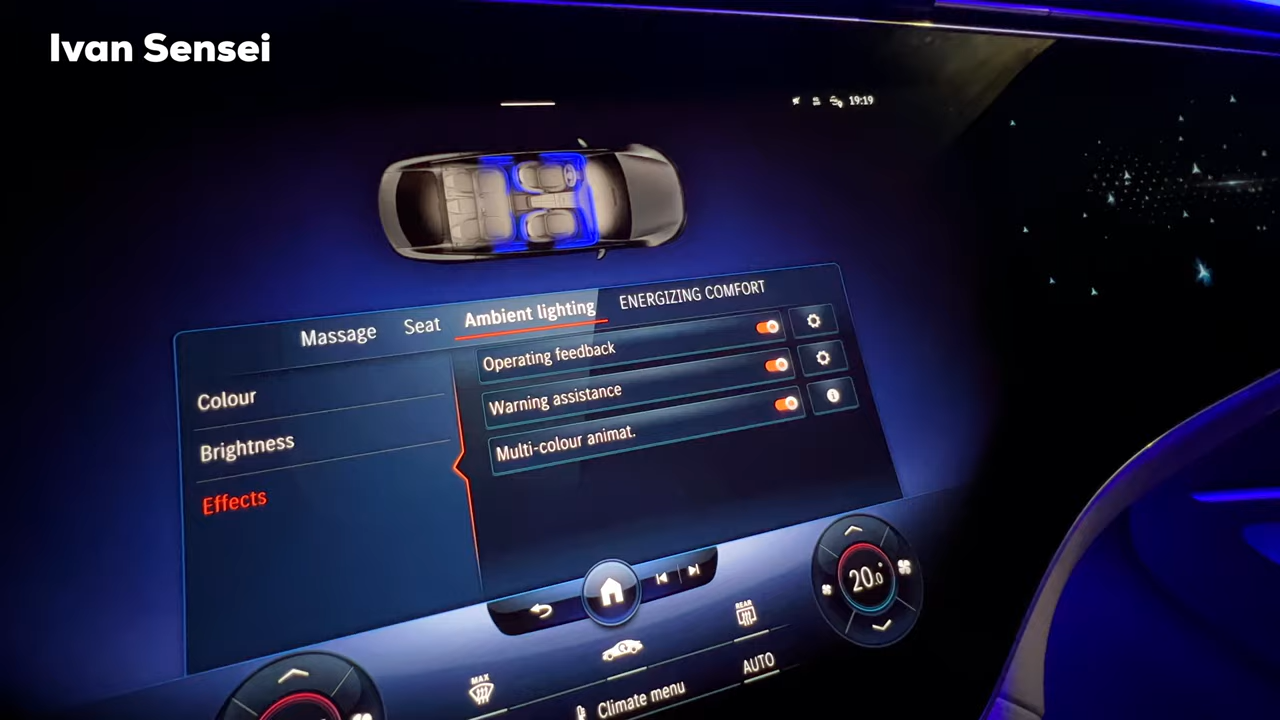 Ivan Sensei
19:19
Massage
Seat
Ambient lighting
ENERGIZING COMFORT
Colour
Brightness
Effects
Operating feedback
Warning assistance
Multi-colour animat.
20.0°
REAR
MAX
AUTO
Climate menu